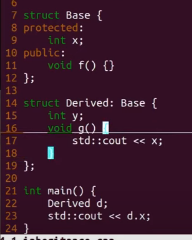 6
7 struct Base {
8 protected:
9 int x;
10 public:
11 void f() {}
12 };
13
14 struct Derived: Base {
15 int y;
16 void g() {
17 std::cout << x;
18 }
19 };
20
21 int main() {
22 Derived d;
23 std::cout << d.x;
24 }